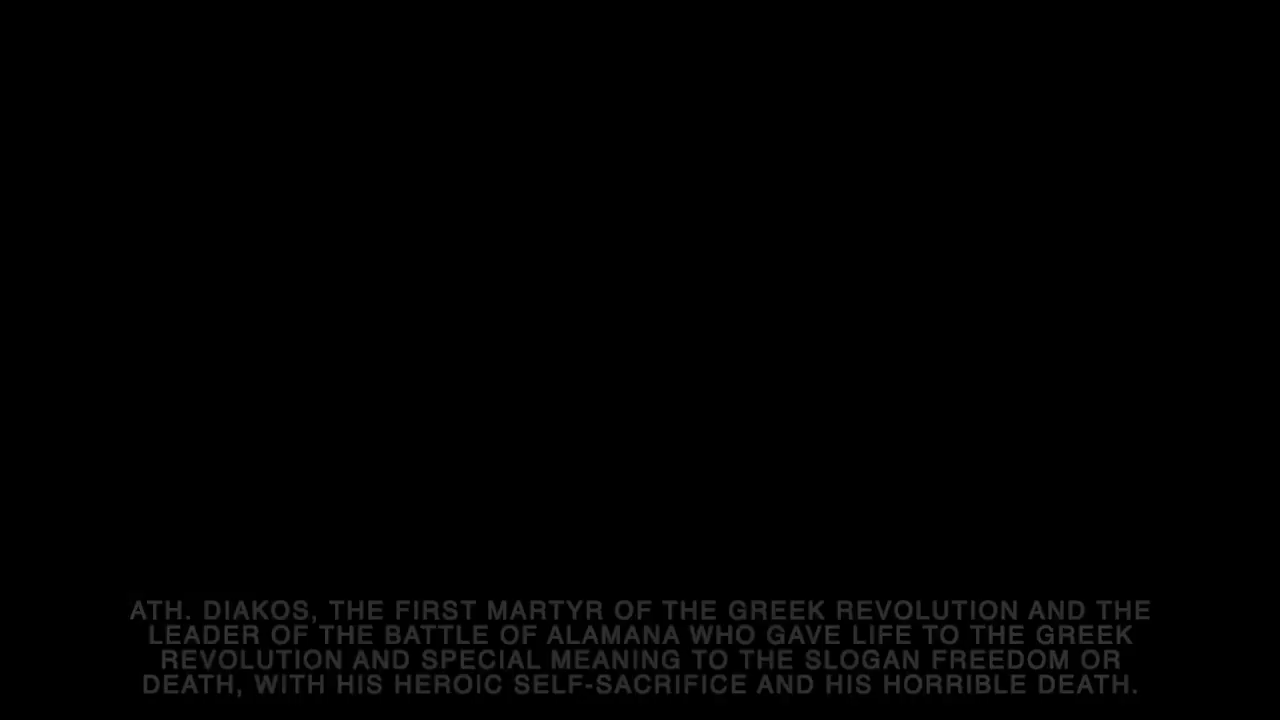 ATH. DIAKOS, THE FIRST MARTYR OF THE GREEK REVOLUTION AND THE
LEADER OF THE BATTLE OF ALAMANA WHO GAVE LIFE TO THE GREEK
REVOLUTION AND SPECIAL MEANING TO THE SLOGAN FREEDOM OR
DEATH, WITH HIS HEROIC SELF-SACRIFICE AND HIS HORRIBLE DEATH.